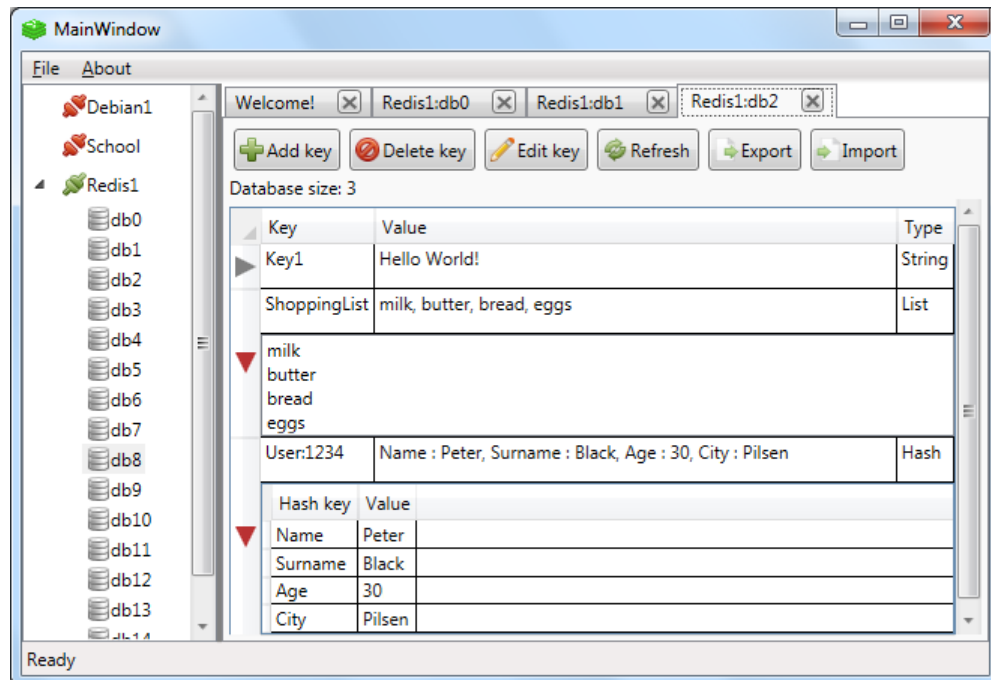 MainWindow
File About
Debian1
School
Redis1
db0
db1
db2
db3
db4
db5
db6
db7
db8
db9
db10
db11
db12
db13
db14
Welcome! Redis1:db0 Redis1:db1 Redis1:db2
Add key Delete key Edit key Refresh Export Import
Database size: 3
Key Value Type
Key1 Hello World! String
ShoppingList milk, butter, bread, eggs List
milk
butter
bread
eggs
User:1234 Name : Peter, Surname : Black, Age : 30, City : Pilsen Hash
Hash key Value
Name Peter
Surname Black
Age 30
City Pilsen
Ready